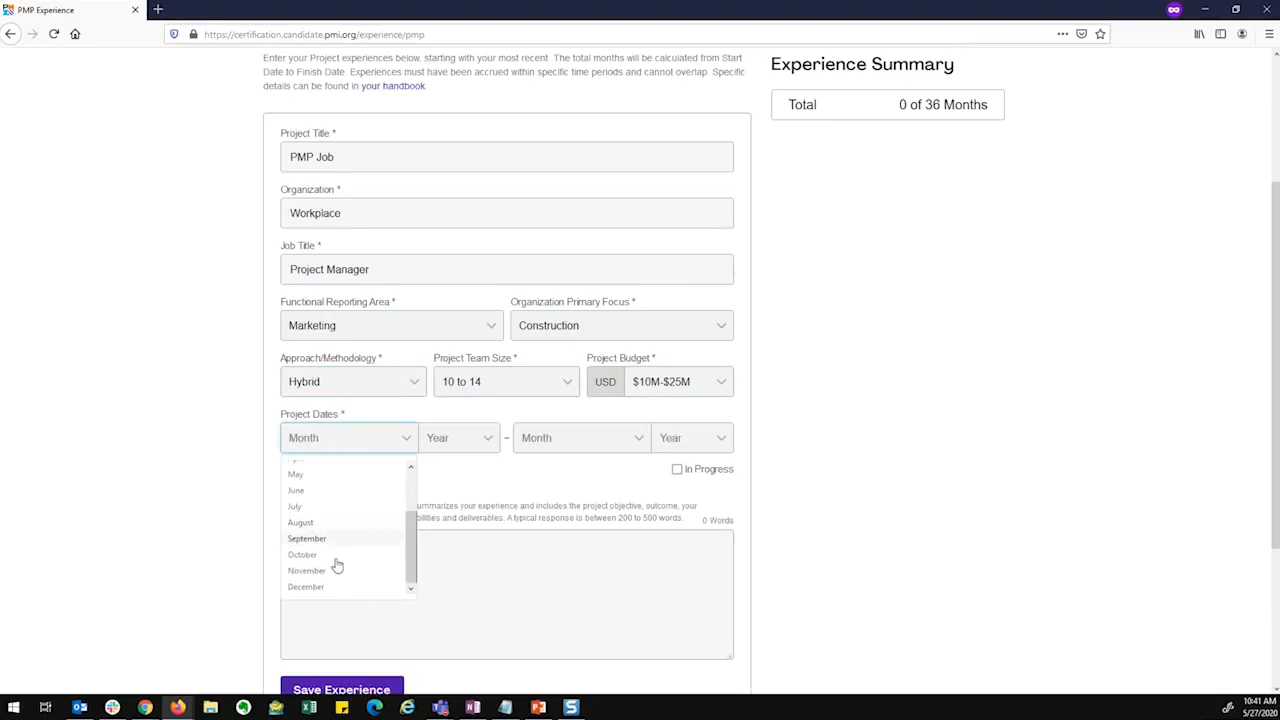 PMP Experience
https://certification.candidate.pmi.org/experience/pmp
Enter your Project experiences below, starting with your most recent. The total months will be calculated from Start
Date to Finish Date. Experiences must have been accrued within specific time periods and cannot overlap. Specific
details can be found in your handbook.
Experience Summary
Total 0 of 36 Months
Project Title *
PMP Job
Organization *
Workplace
Job Title *
Project Manager
Functional Reporting Area * Organization Primary Focus *
Marketing Construction
Approach/Methodology * Project Team Size * Project Budget *
Hybrid 10 to 14 USD $10M-$25M
Project Dates *
Month Year – Month Year
In Progress
May
June
July
August
September
October
November
December
ummarizes your experience and includes the project objective, outcome, your
bilities and deliverables. A typical response is between 200 to 500 words. 0 Words
Save Experience
10:41 AM
5/27/2020